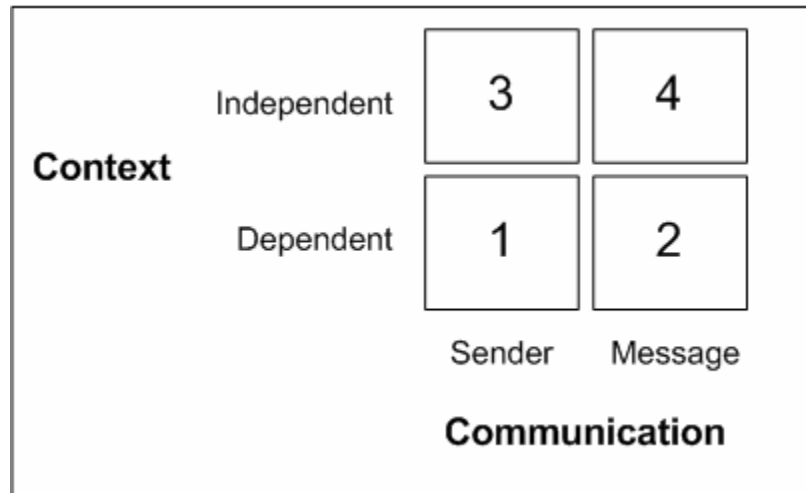 Independent 3 4
Context
Dependent 1 2
Sender Message
Communication